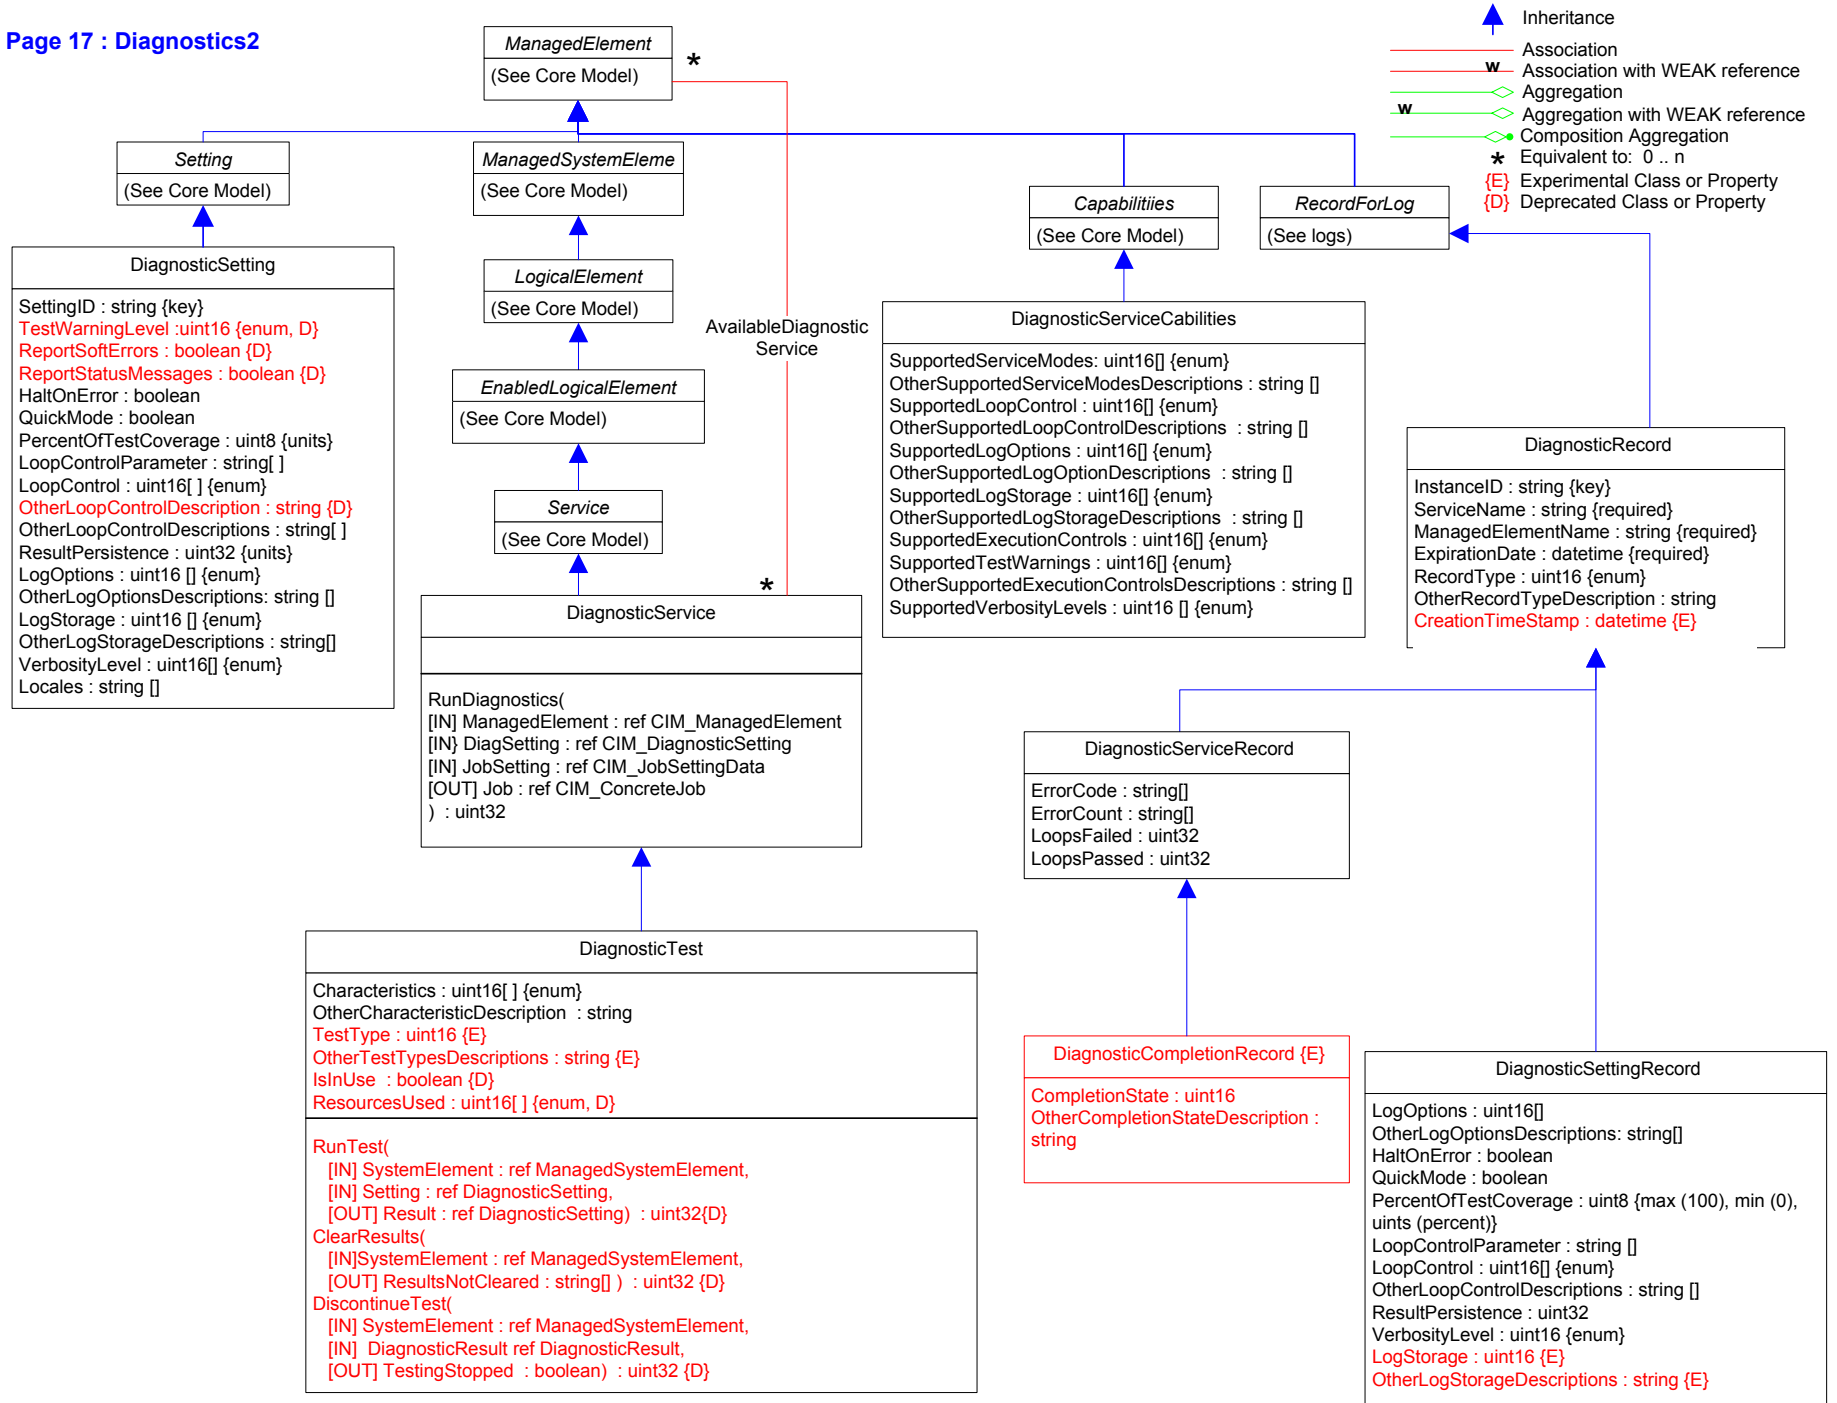 Page 17 : Diagnostics2
Inheritance
Association
w
Association with WEAK reference
Aggregation
w
Aggregation with WEAK reference
Composition Aggregation
* Equivalent to: 0 .. n
{E} Experimental Class or Property
{D} Deprecated Class or Property
ManagedElement
(See Core Model)
*
Setting
(See Core Model)
ManagedSystemEleme
(See Core Model)
Capabilitiies
(See Core Model)
RecordForLog
(See logs)
LogicalElement
(See Core Model)
EnabledLogicalElement
(See Core Model)
Service
(See Core Model)
AvailableDiagnostic
Service
*
DiagnosticSetting
SettingID : string {key}
TestWarningLevel :uint16 {enum, D}
ReportSoftErrors : boolean {D}
ReportStatusMessages : boolean {D}
HaltOnError : boolean
QuickMode : boolean
PercentOfTestCoverage : uint8 {units}
LoopControlParameter : string[ ]
LoopControl : uint16[ ] {enum}
OtherLoopControlDescription : string {D}
OtherLoopControlDescriptions : string[ ]
ResultPersistence : uint32 {units}
LogOptions : uint16 [] {enum}
OtherLogOptionsDescriptions: string []
LogStorage : uint16 [] {enum}
OtherLogStorageDescriptions : string[]
VerbosityLevel : uint16[] {enum}
Locales : string []
DiagnosticService
RunDiagnostics(
[IN] ManagedElement : ref CIM_ManagedElement
[IN} DiagSetting : ref CIM_DiagnosticSetting
[IN] JobSetting : ref CIM_JobSettingData
[OUT] Job : ref CIM_ConcreteJob
) : uint32
DiagnosticServiceCabilities
SupportedServiceModes: uint16[] {enum}
OtherSupportedServiceModesDescriptions : string []
SupportedLoopControl : uint16[] {enum}
OtherSupportedLoopControlDescriptions : string []
SupportedLogOptions : uint16[] {enum}
OtherSupportedLogOptionDescriptions : string []
SupportedLogStorage : uint16[] {enum}
OtherSupportedLogStorageDescriptions : string []
SupportedExecutionControls : uint16[] {enum}
SupportedTestWarnings : uint16[] {enum}
OtherSupportedExecutionControlsDescriptions : string []
SupportedVerbosityLevels : uint16 [] {enum}
DiagnosticRecord
InstanceID : string {key}
ServiceName : string {required}
ManagedElementName : string {required}
ExpirationDate : datetime {required}
RecordType : uint16 {enum}
OtherRecordTypeDescription : string
CreationTimeStamp : datetime {E}
DiagnosticServiceRecord
ErrorCode : string[]
ErrorCount : string[]
LoopsFailed : uint32
LoopsPassed : uint32
DiagnosticTest
Characteristics : uint16[ ] {enum}
OtherCharacteristicDescription : string
TestType : uint16 {E}
OtherTestTypesDescriptions : string {E}
IsInUse : boolean {D}
ResourcesUsed : uint16[ ] {enum, D}
RunTest(
[IN] SystemElement : ref ManagedSystemElement,
[IN] Setting : ref DiagnosticSetting,
[OUT] Result : ref DiagnosticSetting) : uint32{D}
ClearResults(
[IN]SystemElement : ref ManagedSystemElement,
[OUT] ResultsNotCleared : string[] ) : uint32 {D}
DiscontinueTest(
[IN] SystemElement : ref ManagedSystemElement,
[IN] DiagnosticResult ref DiagnosticResult,
[OUT] TestingStopped : boolean) : uint32 {D}
DiagnosticCompletionRecord {E}
CompletionState : uint16
OtherCompletionStateDescription :
string
DiagnosticSettingRecord
LogOptions : uint16[]
OtherLogOptionsDescriptions: string[]
HaltOnError : boolean
QuickMode : boolean
PercentOfTestCoverage : uint8 {max (100), min (0),
uints (percent)}
LoopControlParameter : string []
LoopControl : uint16[] {enum}
OtherLoopControlDescriptions : string []
ResultPersistence : uint32
VerbosityLevel : uint16 {enum}
LogStorage : uint16 {E}
OtherLogStorageDescriptions : string {E}